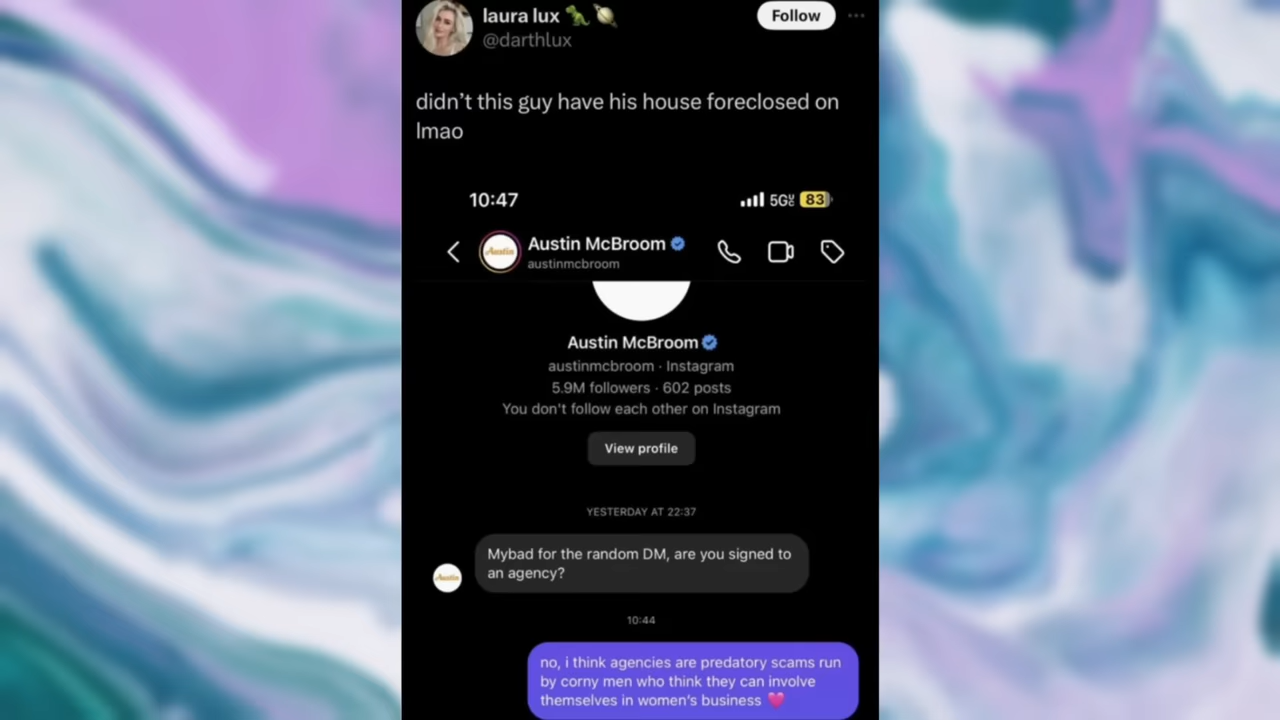 laura lux 🦖 🪐
Follow
@darthlux
didn’t this guy have his house foreclosed on
lmao
10:47
83
Austin McBroom
austinmcbroom
Austin McBroom
austinmcbroom · Instagram
5.9M followers · 602 posts
You don't follow each other on Instagram
View profile
YESTERDAY AT 22:37
Mybad for the random DM, are you signed to
an agency?
Austin
10:44
no, i think agencies are predatory scams run
by corny men who think they can involve
themselves in women’s business 💗